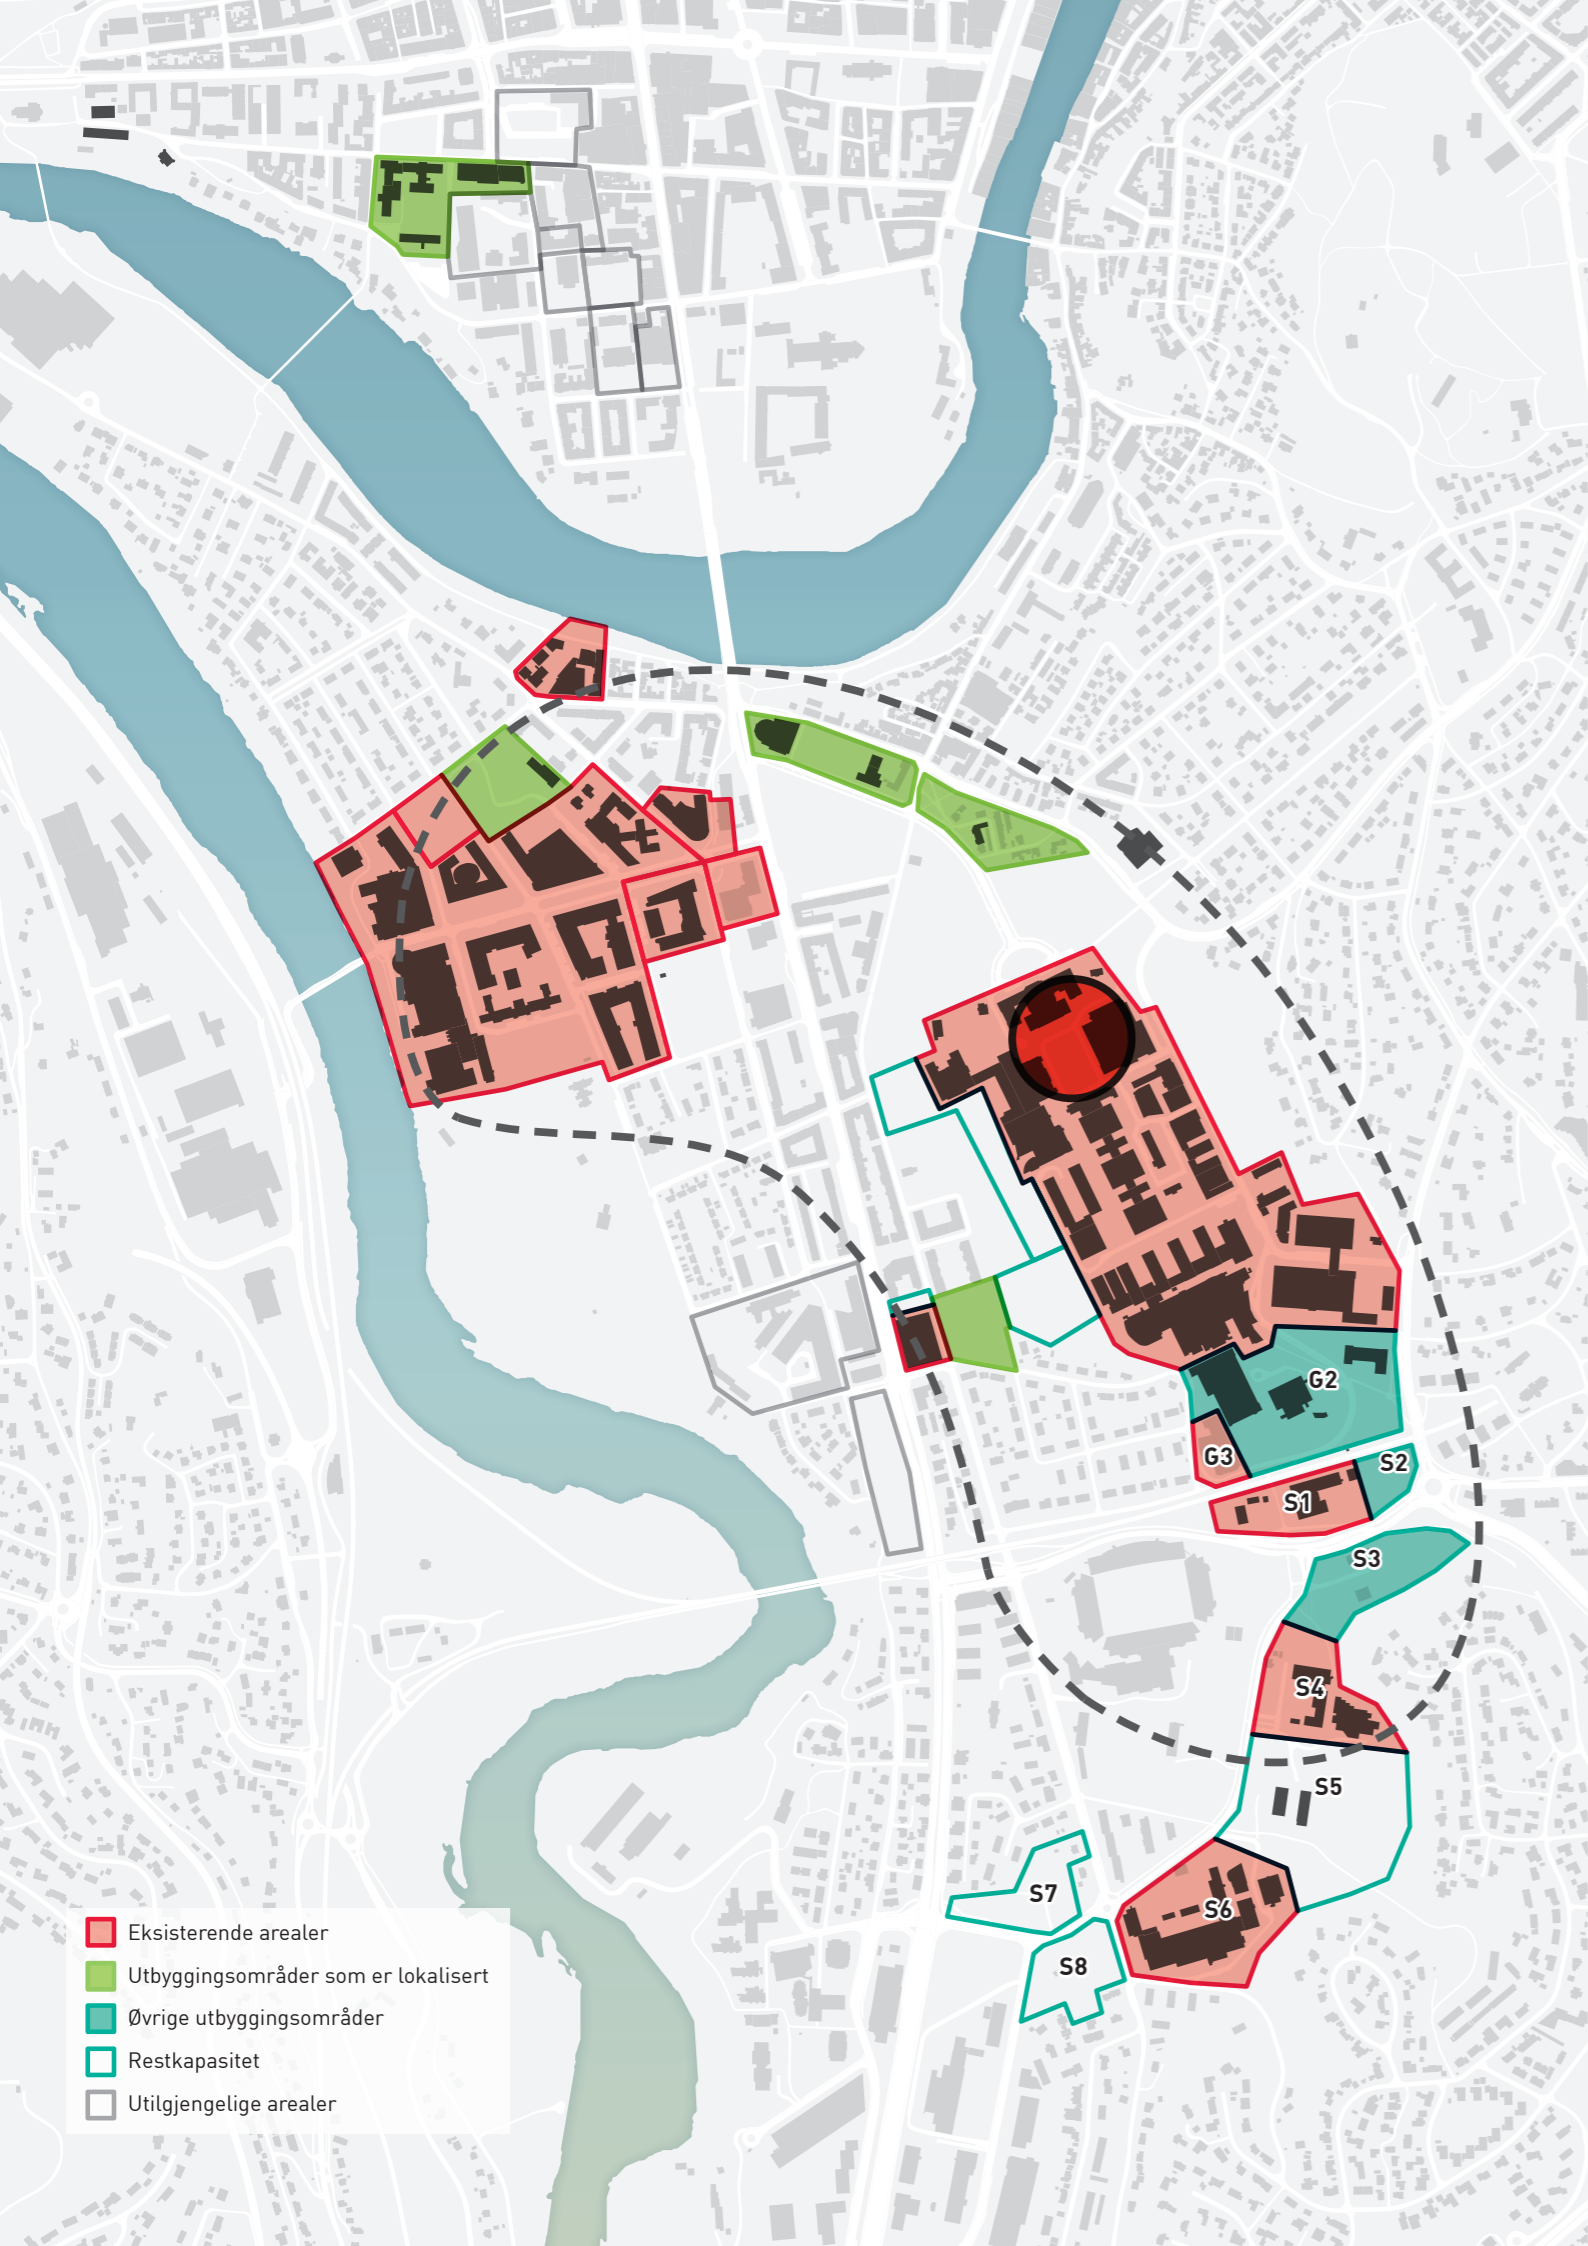 G2
G3
S2
S1
S3
S4
S5
S7
S6
S8
Eksisterende arealer
Utbyggingsområder som er lokalisert
Øvrige utbyggingsområder
Restkapasitet
Utilgjengelige arealer